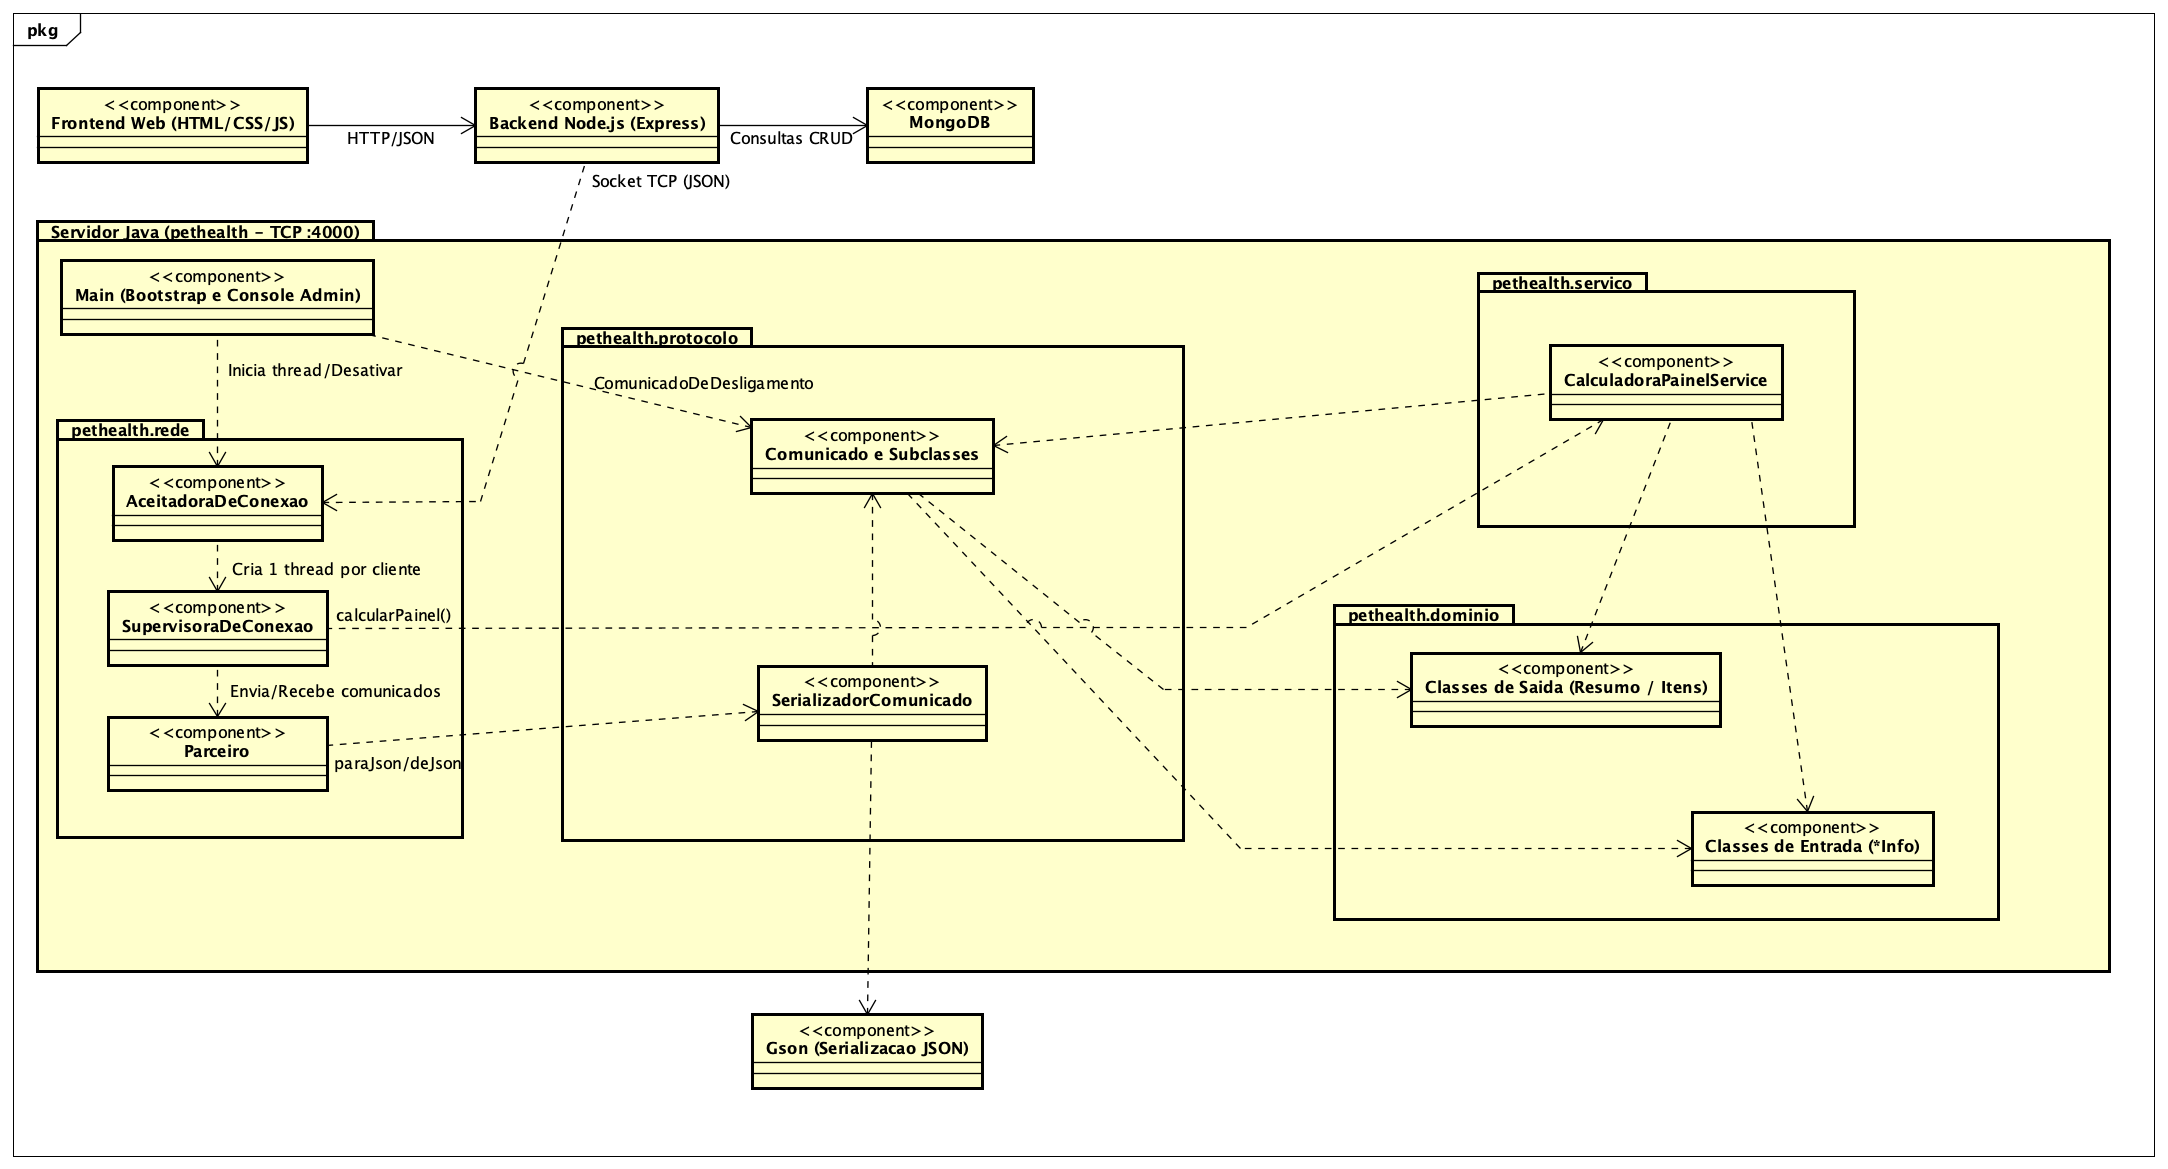 pkg
<<component>>
Frontend Web (HTML/CSS/JS)
HTTP/JSON
<<component>>
Backend Node.js (Express)
Consultas CRUD
<<component>>
MongoDB
Socket TCP (JSON)
Servidor Java (pethealth - TCP :4000)
<<component>>
Main (Bootstrap e Console Admin)
Inicia thread/Desativar
ComunicadoDeDesligamento
pethealth.rede
<<component>>
AceitadoraDeConexao
Cria 1 thread por cliente
<<component>>
SupervisoraDeConexao
calcularPainel()
Envia/Recebe comunicados
<<component>>
Parceiro
paraJson/deJson
pethealth.protocolo
<<component>>
Comunicado e Subclasses
<<component>>
SerializadorComunicado
pethealth.servico
<<component>>
CalculadoraPainelService
pethealth.dominio
<<component>>
Classes de Saida (Resumo / Itens)
<<component>>
Classes de Entrada (*Info)
<<component>>
Gson (Serializacao JSON)